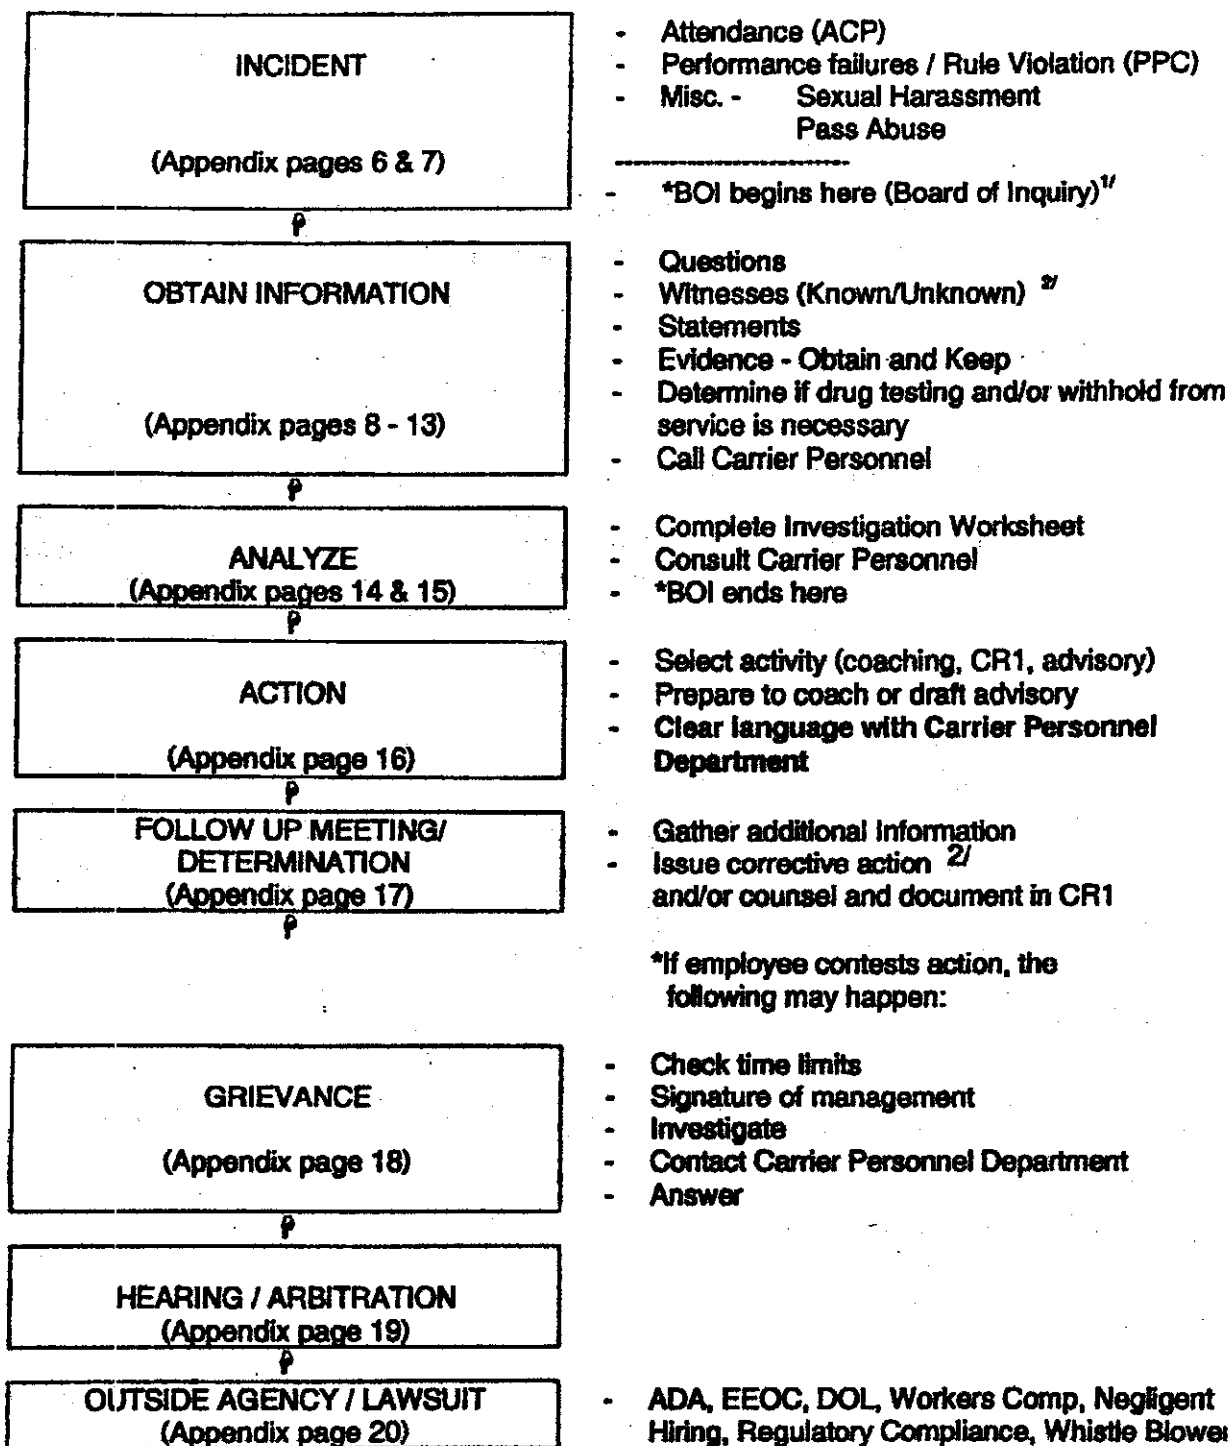 INCIDENT
(Appendix pages 6 & 7)
- Attendance (ACP)
- Performance failures / Rule Violation (PPC)
- Misc. - Sexual Harassment
Pass Abuse
- *BOI begins here (Board of Inquiry) 1/
OBTAIN INFORMATION
(Appendix pages 8 - 13)
- Questions
- Witnesses (Known/Unknown) 2/
- Statements
- Evidence - Obtain and Keep
- Determine if drug testing and/or withhold from
service is necessary
- Call Carrier Personnel
ANALYZE
(Appendix pages 14 & 15)
- Complete Investigation Worksheet
- Consult Carrier Personnel
- *BOI ends here
ACTION
(Appendix page 16)
- Select activity (coaching, CR1, advisory)
- Prepare to coach or draft advisory
- Clear language with Carrier Personnel
Department
FOLLOW UP MEETING/
DETERMINATION
(Appendix page 17)
- Gather additional Information
- Issue corrective action 2/
and/or counsel and document in CR1
*If employee contests action, the
following may happen:
GRIEVANCE
(Appendix page 18)
- Check time limits
- Signature of management
- Investigate
- Contact Carrier Personnel Department
- Answer
HEARING / ARBITRATION
(Appendix page 19)
OUTSIDE AGENCY / LAWSUIT
(Appendix page 20)
- ADA, EEOC, DOL, Workers Comp, Negligent
Hiring, Regulatory Compliance, Whistle Blower